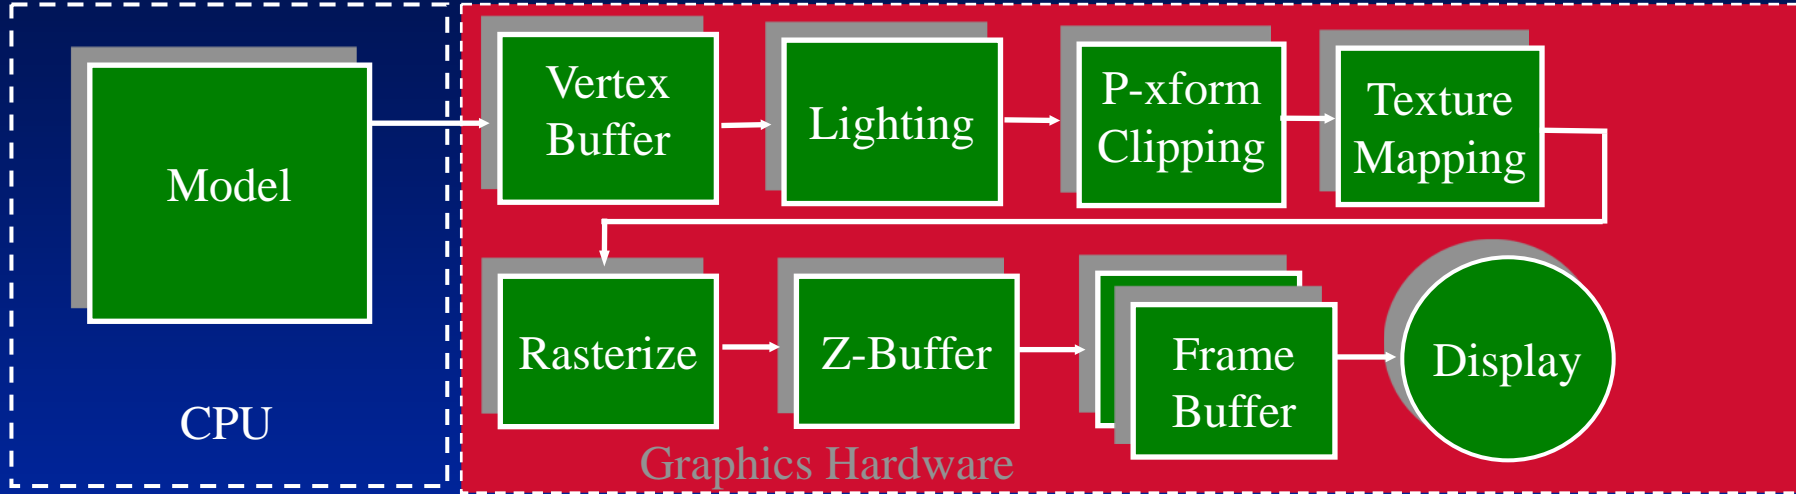 Model
CPU
Vertex
Buffer
Lighting
P-xform
Clipping
Texture
Mapping
Rasterize
Z-Buffer
Frame
Buffer
Display
Graphics Hardware